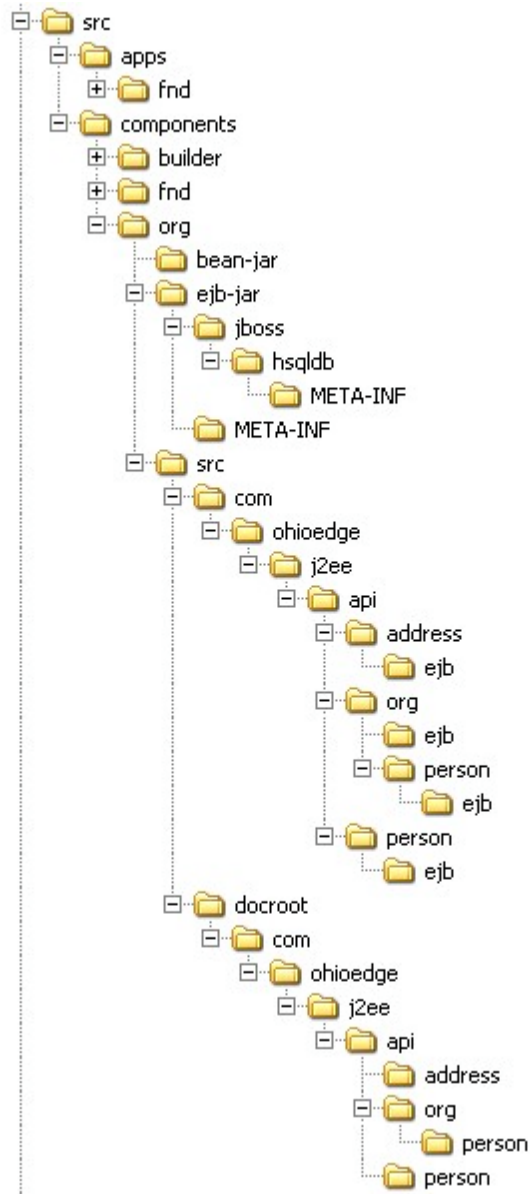 src
apps
fnd
components
builder
fnd
org
bean-jar
ejb-jar
jboss
hsqldb
META-INF
META-INF
src
com
ohioedge
j2ee
api
address
ejb
org
ejb
person
ejb
person
ejb
docroot
com
ohioedge
j2ee
api
address
org
person
person